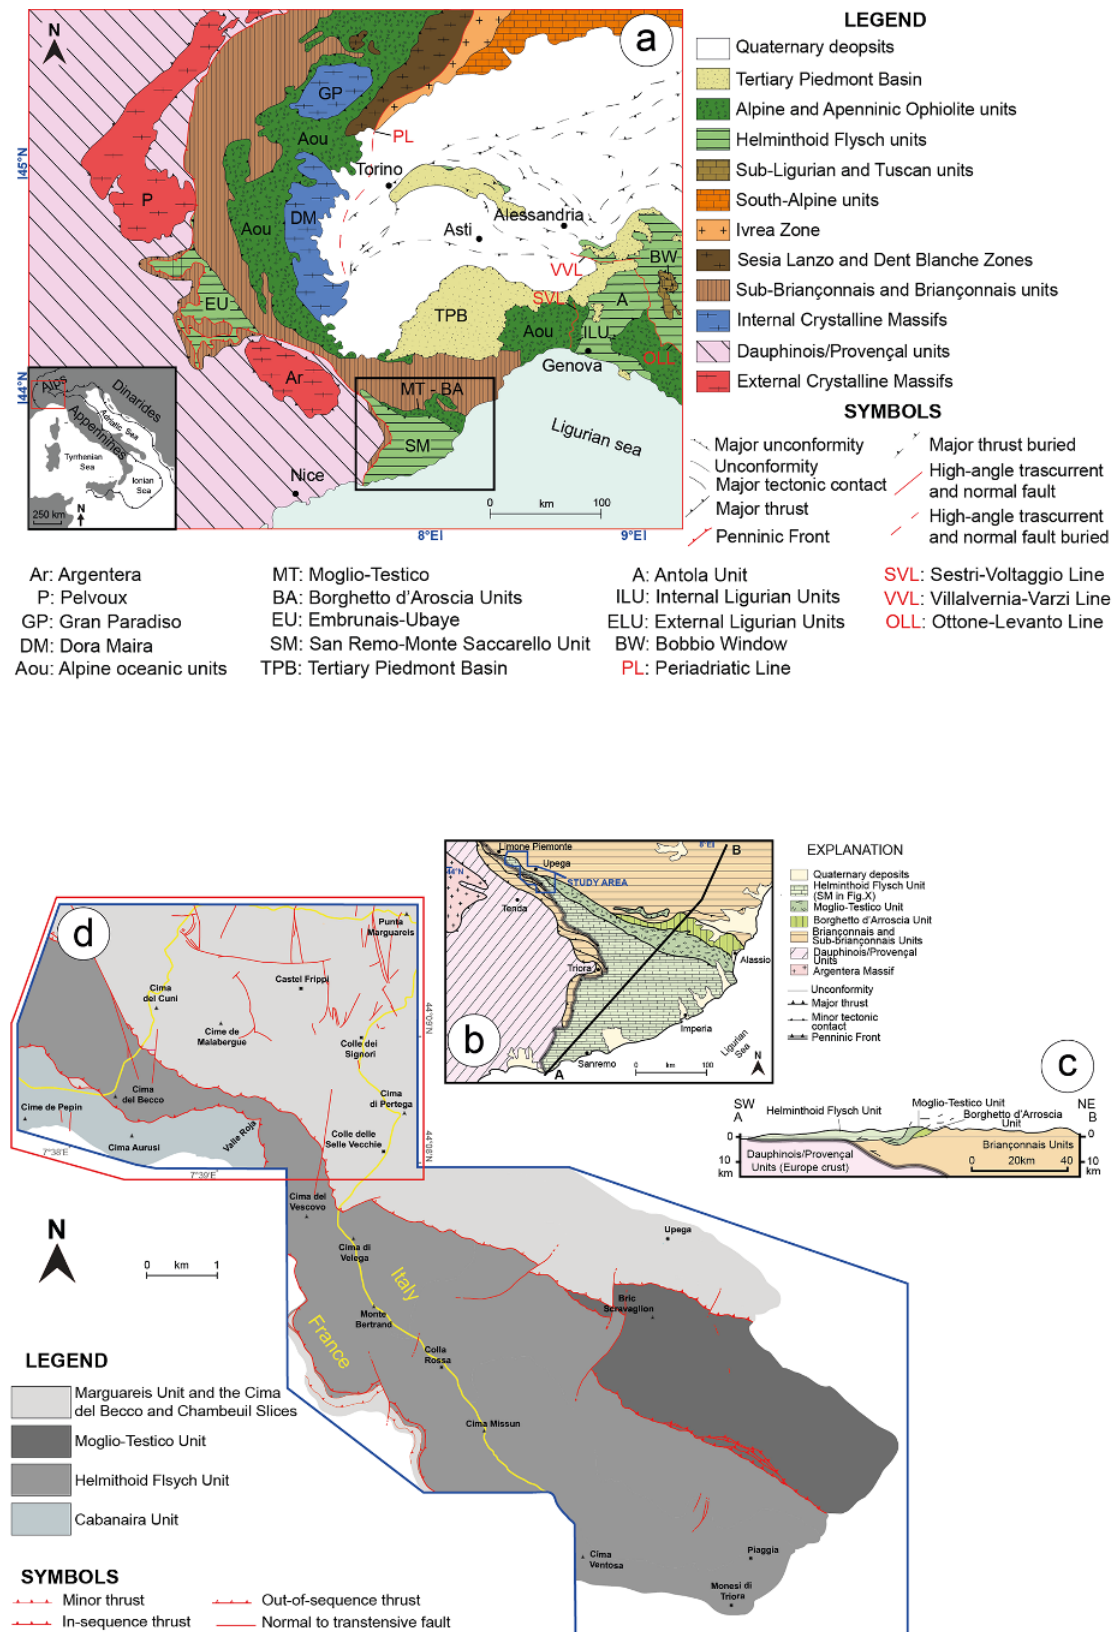 N
a
GP
Aou
PL
Torino
P
DM
Aou
Alessandria
Asti
BW
VVL
EU
SVL
A
TPB
Aou
ILU
OLL
Genova
Ar
MT - BA
SM
Ligurian sea
Nice
0 100
km
45°N
44°N
8°E
9°E
Alps
Dinarides
Adriatic Sea
Appennines
Tyrrhenian
Sea
Ionian
Sea
250 km
N
LEGEND
Quaternary deopsits
Tertiary Piedmont Basin
Alpine and Apenninic Ophiolite units
Helminthoid Flysch units
Sub-Ligurian and Tuscan units
South-Alpine units
Ivrea Zone
Sesia Lanzo and Dent Blanche Zones
Sub-Briançonnais and Briançonnais units
Internal Crystalline Massifs
Dauphinois/Provençal units
External Crystalline Massifs
SYMBOLS
Major unconformity
Unconformity
Major tectonic contact
Major thrust
Penninic Front
Major thrust buried
High-angle trascurrent
and normal fault
High-angle trascurrent
and normal fault buried
Ar: Argentera
P: Pelvoux
GP: Gran Paradiso
DM: Dora Maira
Aou: Alpine oceanic units
MT: Moglio-Testico
BA: Borghetto d'Aroscia Units
EU: Embrunais-Ubaye
SM: San Remo-Monte Saccarello Unit
TPB: Tertiary Piedmont Basin
A: Antola Unit
ILU: Internal Ligurian Units
ELU: External Ligurian Units
BW: Bobbio Window
PL: Periadriatic Line
SVL: Sestri-Voltaggio Line
VVL: Villalvernia-Varzi Line
OLL: Ottone-Levanto Line
b
Limone Piemonte
8°E
B
Upega
44°N
STUDY AREA
Tenda
Triora
Alassio
Imperia
Ligurian
Sea
Sanremo
A
0 km 100
N
EXPLANATION
Quaternary deposits
Helminthoid Flysch Unit
(SM in Fig.X)
Moglio-Testico Unit
Borghetto d'Arroscia Unit
Briançonnais and
Sub-briançonnais Units
Dauphinois/Provençal
Units
Argentera Massif
Unconformity
Major thrust
Minor tectonic
contact
Penninic Front
c
SW
A
NE
B
Helminthoid Flysch Unit
Moglio-Testico Unit
Borghetto d'Arroscia
Unit
Briançonnais Units
Dauphinois/Provençal
Units (Europe crust)
0 20km 40
0
10
km
0
10
km
d
Punta
Marguareis
Castel Frippi
Cima
del Cuni
Cime de
Malabergue
Colle dei
Signori
44°09'N
Cima
del Becco
Cima
di Pertega
Cime de Pepin
Cima Aurusi
Valle Roja
Colle delle
Selle Vecchie
44°08'N
7°38'E
7°39'E
Cima del
Vescovo
Upega
Cima di
Velega
Italy
France
Monte
Bertrand
Bric
Scravaglion
Colla
Rossa
Cima Missun
Cima
Ventosa
Piaggia
Monesi di
Triora
N
0 km 1
LEGEND
Marguareis Unit and the Cima
del Becco and Chambeuil Slices
Moglio-Testico Unit
Helmithoid Flsych Unit
Cabanaira Unit
SYMBOLS
Minor thrust
In-sequence thrust
Out-of-sequence thrust
Normal to transtensive fault